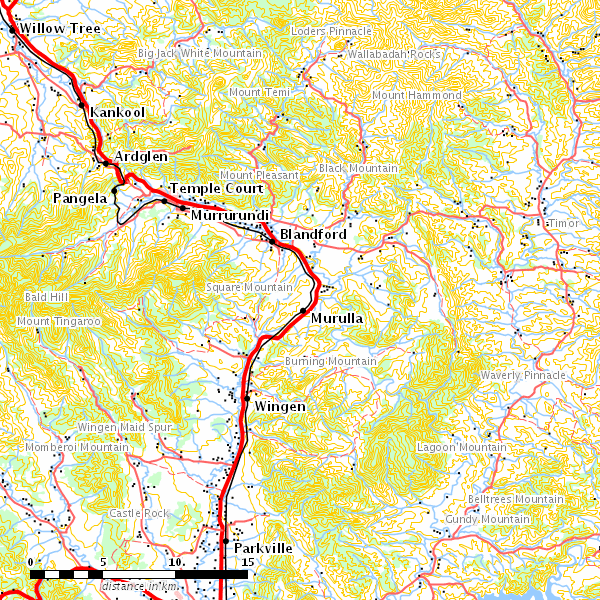 Willow Tree
Loders Pinnacle
Big Jack White Mountain
Wallabadah Rocks
Mount Temi
Mount Hammond
Kankool
Ardglen
Black Mountain
Mount Pleasant
Temple Court
Pangela
Murrurundi
Timor
Blandford
Square Mountain
Bald Hill
Mount Tingaroo
Murulla
Burning Mountain
Waverly Pinnacle
Wingen
Wingen Maid Spur
Momberoi Mountain
Lagoon Mountain
Belltrees Mountain
Castle Rock
Gundy Mountain
Parkville
0 5 10 15
distance in km.